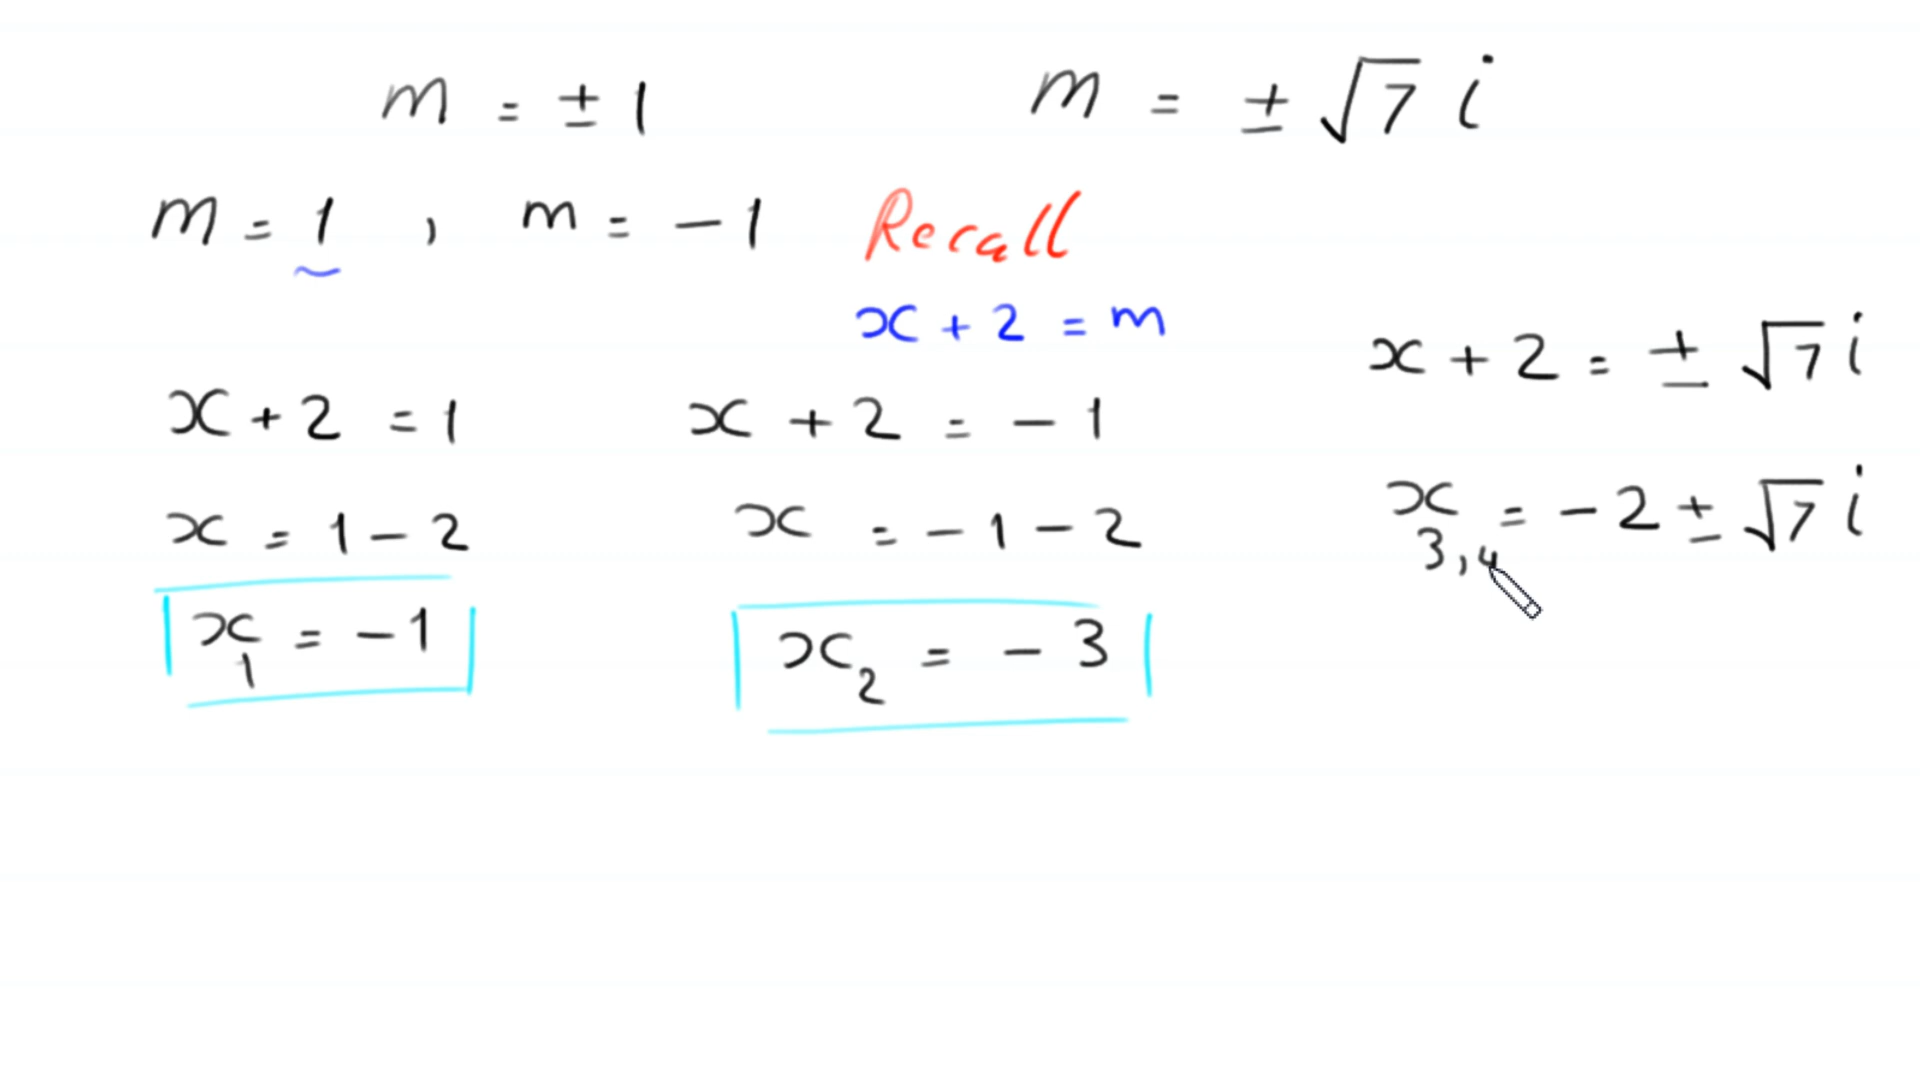 m = ± 1
m = ± √7 i
m = 1 , m = - 1
Recall
x + 2 = m
x + 2 = 1
x + 2 = - 1
x + 2 = ± √7 i
x = 1 - 2
x = - 1 - 2
x₃,₄ = - 2 ± √7 i
x₁ = - 1
x₂ = - 3